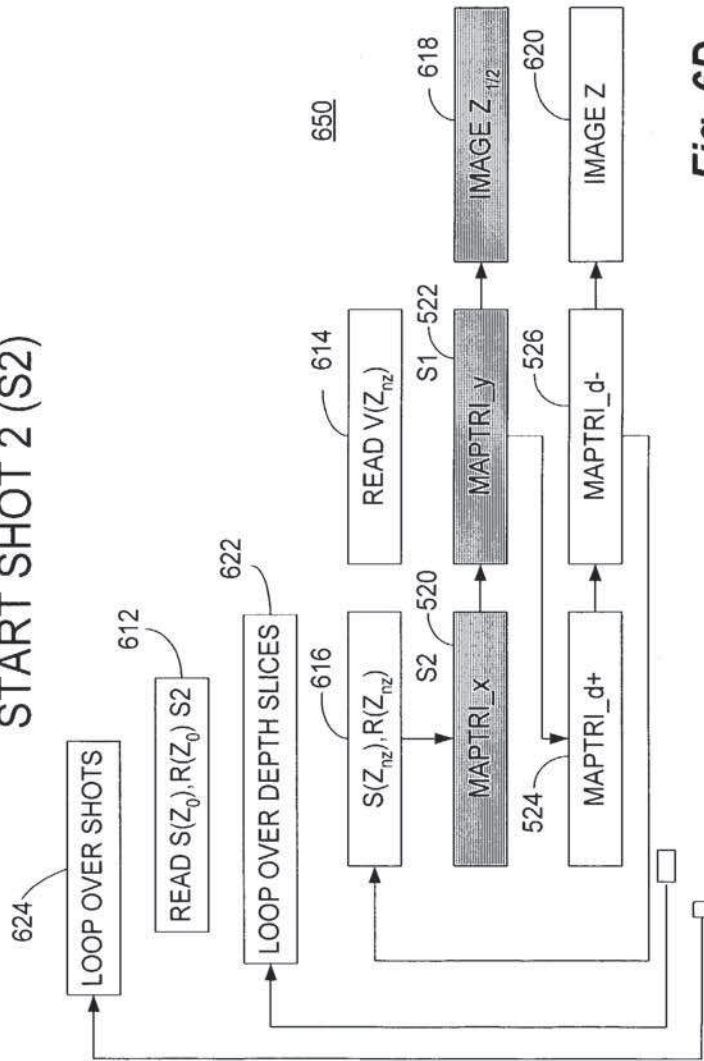 START SHOT 2 (S2)
624
LOOP OVER SHOTS
612
READ S(Z0),R(Z0) S2
622
LOOP OVER DEPTH SLICES
616
S(Znz),R(Znz)
614
READ V(Znz)
650
S2
520
MAPTRI_x
S1
522
MAPTRI_y
618
IMAGE Z1/2
524
MAPTRI_d+
526
MAPTRI_d-
620
IMAGE Z
Fig. 6D